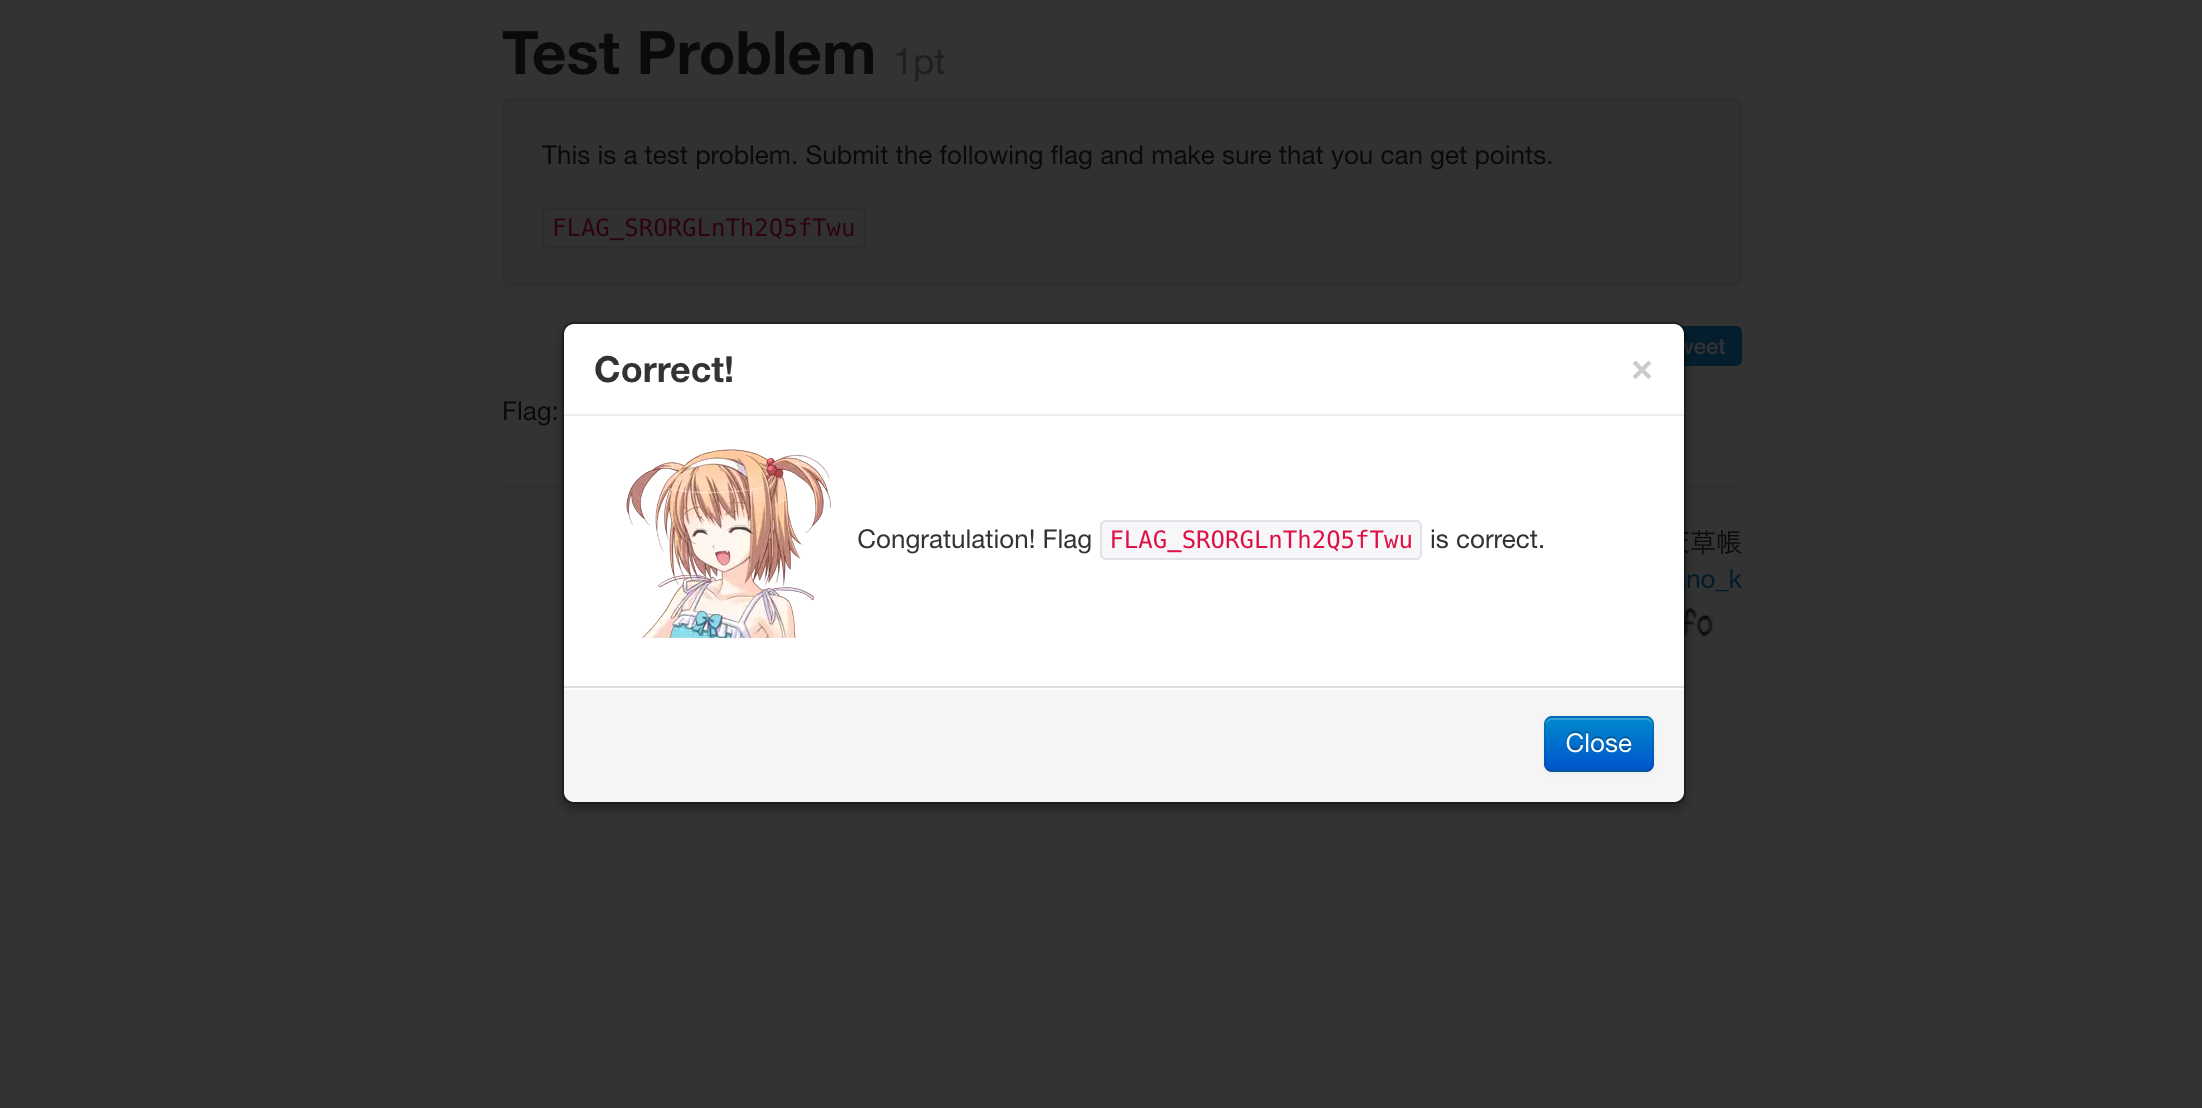 Test Problem 1pt
This is a test problem. Submit the following flag and make sure that you can get points.
FLAG_SRORGLnTh2Q5fTwu
Correct!
×
weet
Flag:
Congratulation! Flag FLAG_SRORGLnTh2Q5fTwu is correct.
草帳
no_k
fo
Close